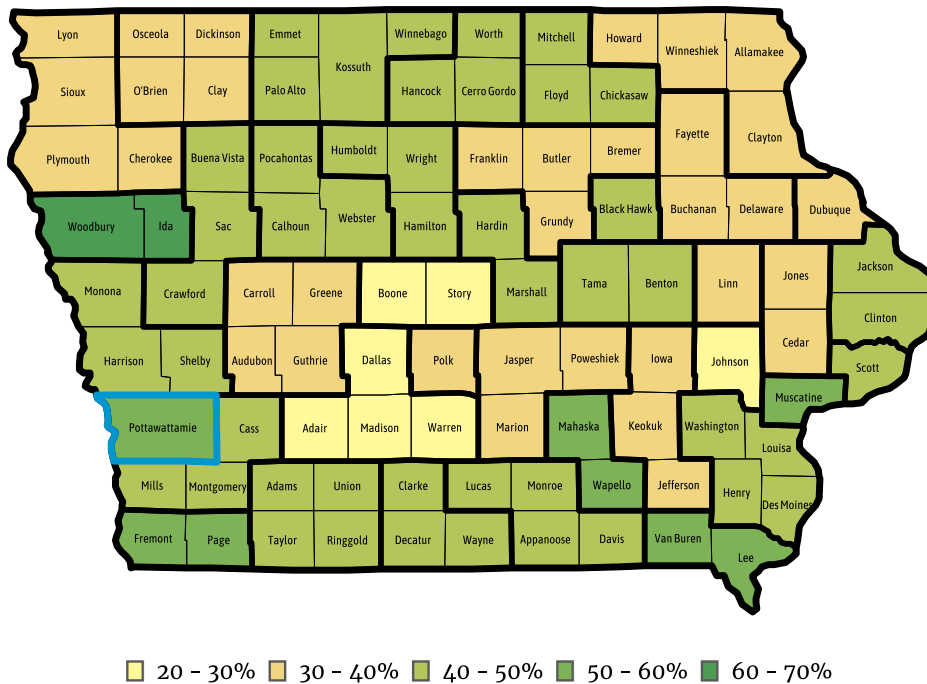 Lyon Osceola Dickinson Emmet Winnebago Worth Mitchell Howard Winneshiek Allamakee
Kossuth
Sioux O'Brien Clay Palo Alto Hancock Cerro Gordo Floyd Chickasaw
Plymouth Cherokee Buena Vista Pocahontas Humboldt Wright Franklin Butler Bremer Fayette Clayton
Woodbury Ida Sac Calhoun Webster Hamilton Hardin Grundy Black Hawk Buchanan Delaware Dubuque
Monona Crawford Carroll Greene Boone Story Marshall Tama Benton Linn Jones Jackson
Clinton
Harrison Shelby Audubon Guthrie Dallas Polk Jasper Poweshiek Iowa Johnson Cedar Scott
Muscatine
Pottawattamie Cass Adair Madison Warren Marion Mahaska Keokuk Washington Louisa
Mills Montgomery Adams Union Clarke Lucas Monroe Wapello Jefferson Henry Des Moines
Fremont Page Taylor Ringgold Decatur Wayne Appanoose Davis Van Buren Lee
20 - 30% 30 - 40% 40 - 50% 50 - 60% 60 - 70%